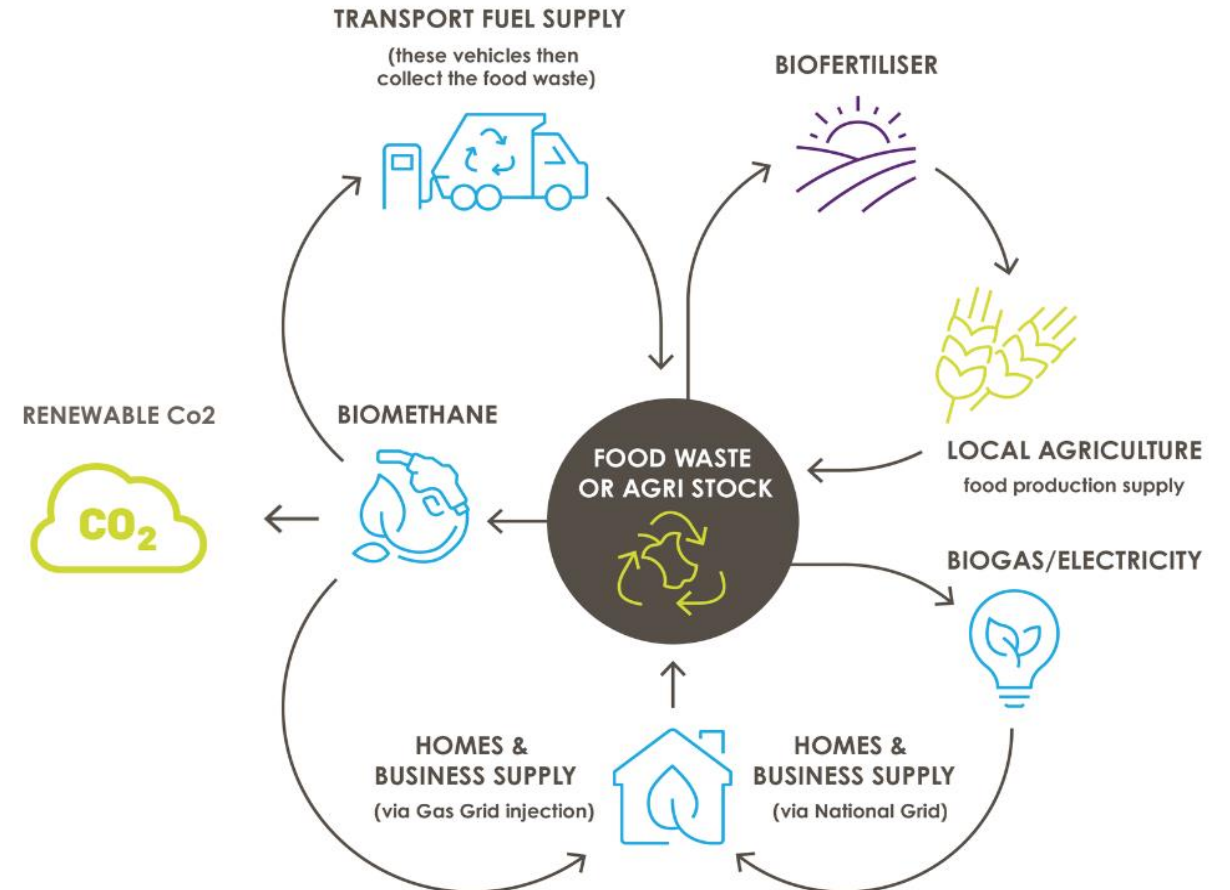 TRANSPORT FUEL SUPPLY
(these vehicles then
collect the food waste)
BIOFERTILISER
RENEWABLE Co2
CO2
BIOMETHANE
FOOD WASTE
OR AGRI STOCK
LOCAL AGRICULTURE
food production supply
BIOGAS/ELECTRICITY
HOMES &
BUSINESS SUPPLY
(via Gas Grid injection)
HOMES &
BUSINESS SUPPLY
(via National Grid)